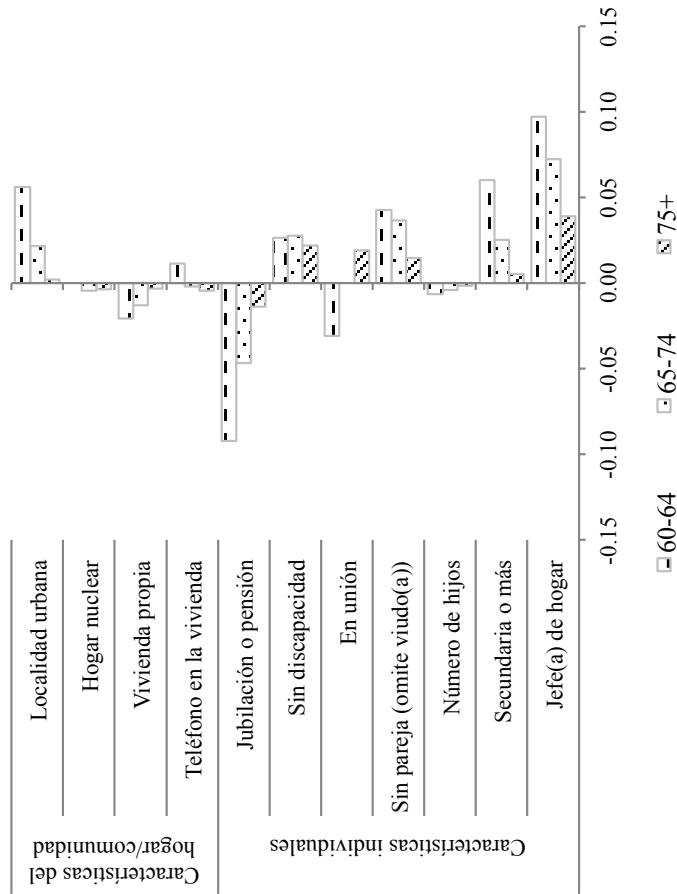 Características del
hogar/comunidad
Localidad urbana
Hogar nuclear
Vivienda propia
Teléfono en la vivienda
Características individuales
Jubilación o pensión
Sin discapacidad
En unión
Sin pareja (omite viudo(a))
Número de hijos
Secundaria o más
Jefe(a) de hogar
-0.15
-0.10
-0.05
0.00
0.05
0.10
0.15
60-64
65-74
75+